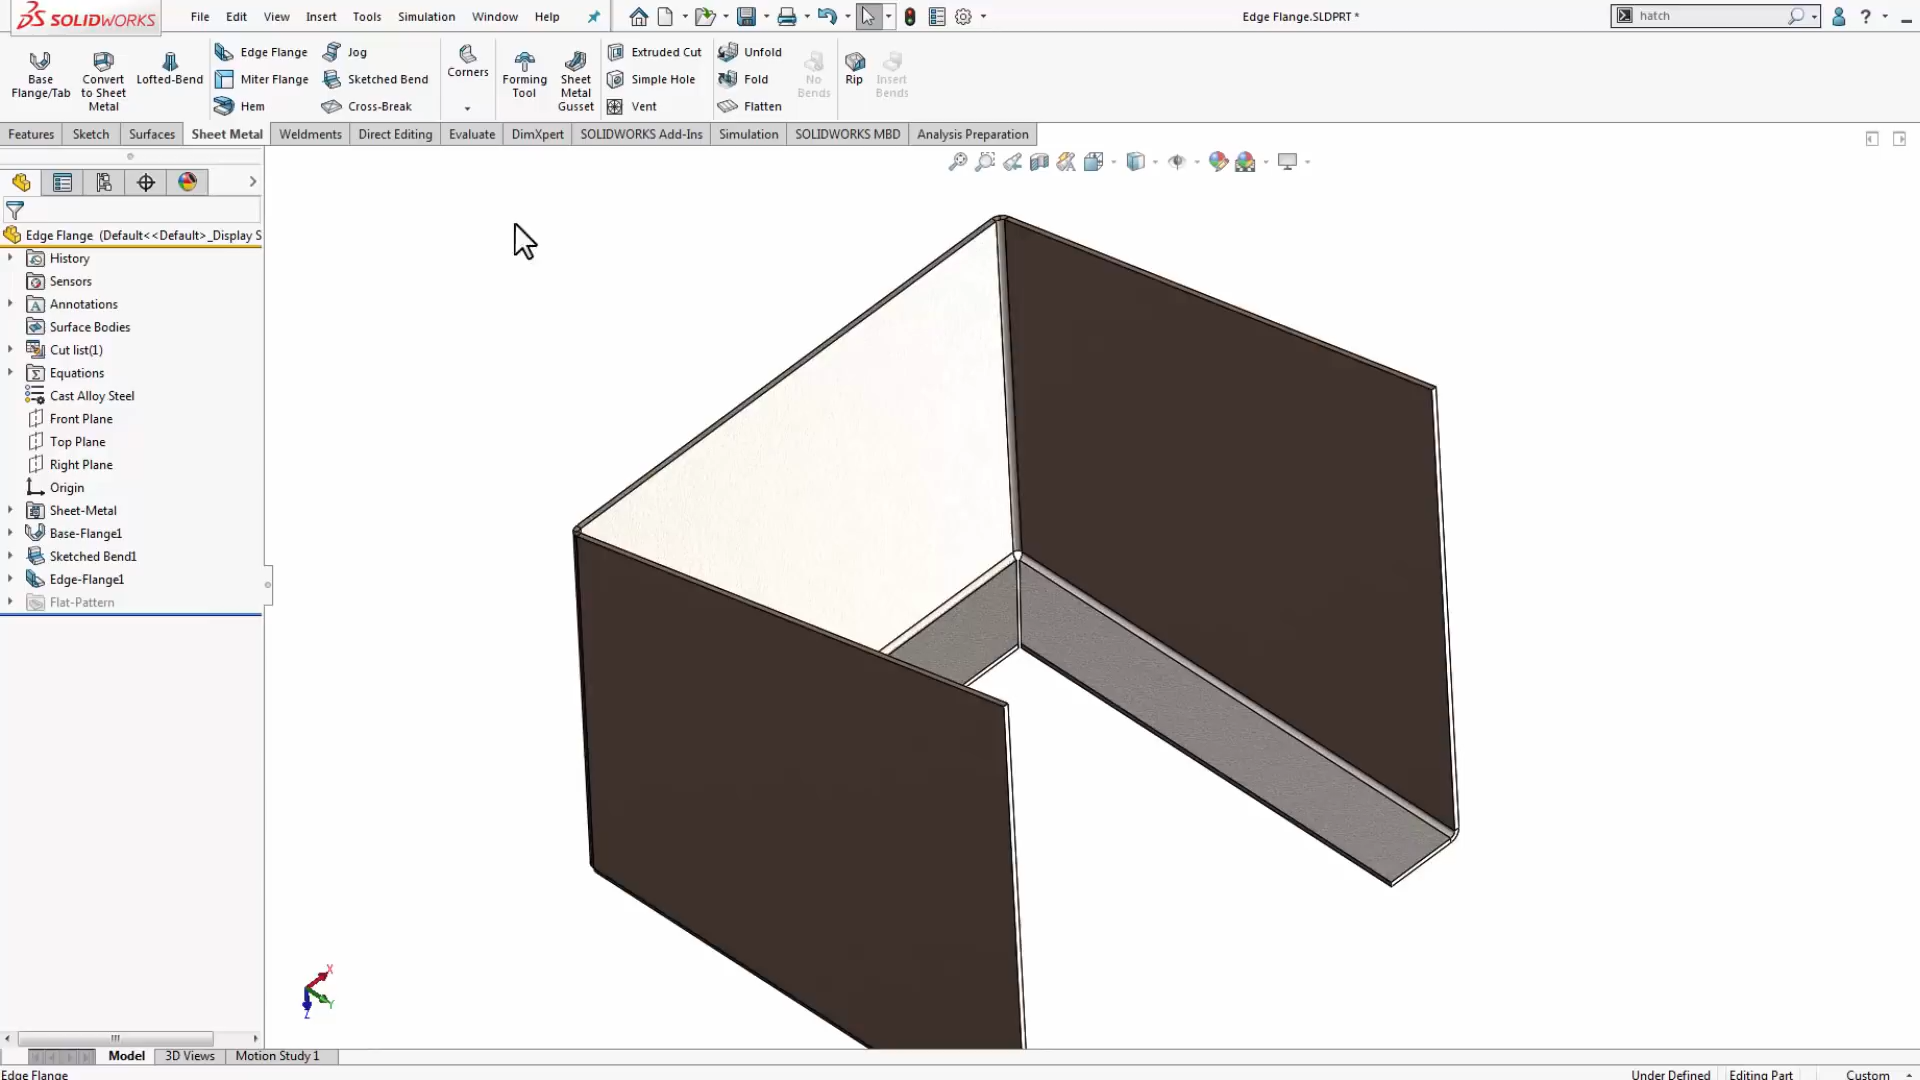 SOLIDWORKS
File Edit View Insert Tools Simulation Window Help
Edge Flange.SLDPRT *
hatch
Base Flange/Tab
Convert to Sheet Metal
Lofted-Bend
Edge Flange
Miter Flange
Hem
Jog
Sketched Bend
Cross-Break
Corners
Forming Tool
Sheet Metal Gusset
Extruded Cut
Simple Hole
Vent
Unfold
Fold
Flatten
No Bends
Rip
Insert Bends
Features Sketch Surfaces Sheet Metal Weldments Direct Editing Evaluate DimXpert SOLIDWORKS Add-Ins Simulation SOLIDWORKS MBD Analysis Preparation
Edge Flange (Default<<Default>_Display S
History
Sensors
Annotations
Surface Bodies
Cut list(1)
Equations
Cast Alloy Steel
Front Plane
Top Plane
Right Plane
Origin
Sheet-Metal
Base-Flange1
Sketched Bend1
Edge-Flange1
Flat-Pattern
X
Y
Z
Model 3D Views Motion Study 1
Edge Flange
Under Defined Editing Part Custom